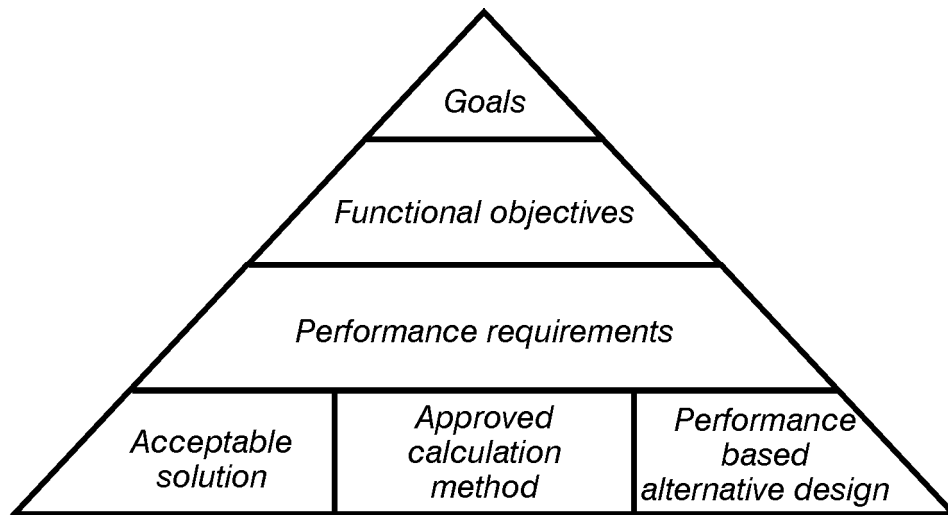 Goals
Functional objectives
Performance requirements
Acceptable
solution
Approved
calculation
method
Performance
based
alternative design